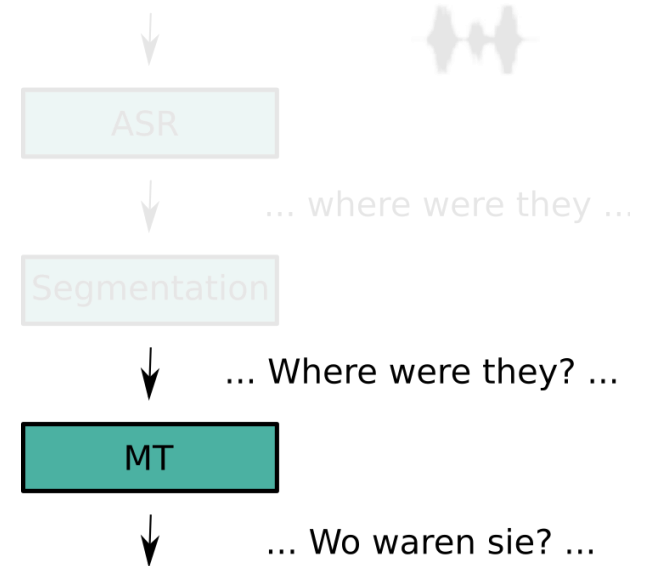 ASR
... where were they ...
Segmentation
... Where were they? ...
MT
... Wo waren sie? ...